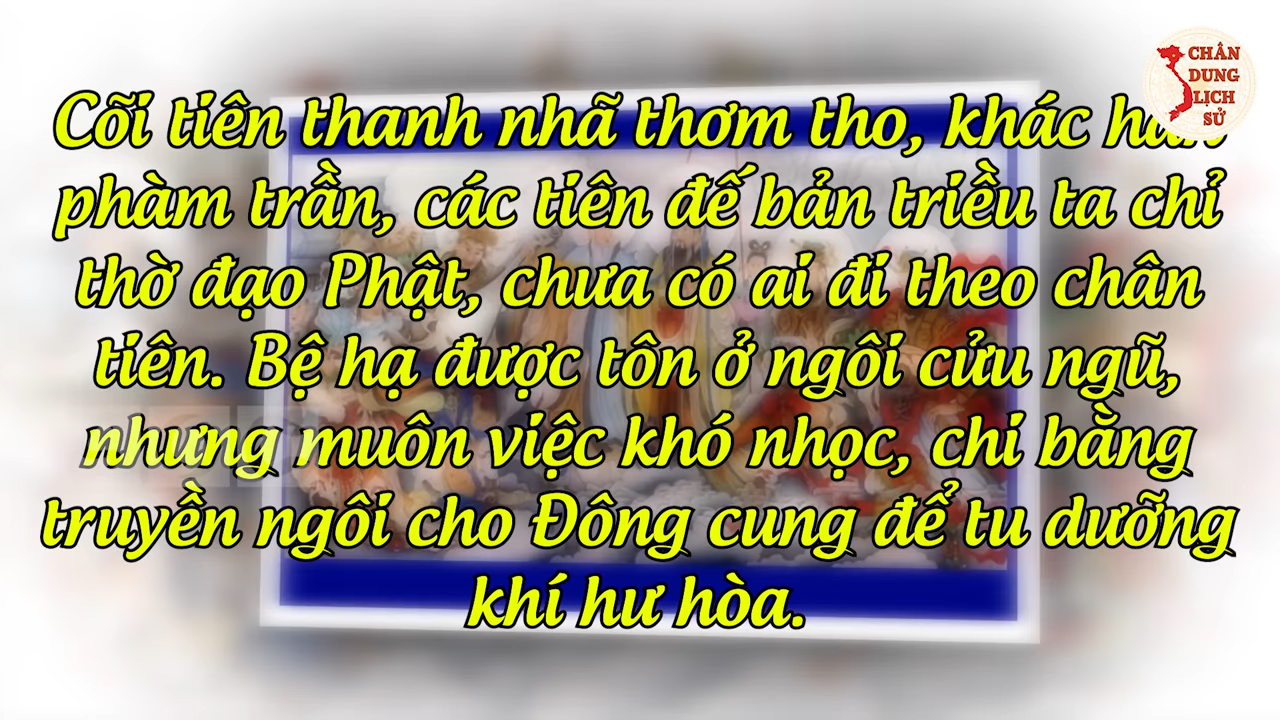 Cõi tiên thanh nhã thơm tho, khác hẳn
phàm trần, các tiên đế bản triều ta chỉ
thờ đạo Phật, chưa có ai đi theo chân
tiên. Bệ hạ được tôn ở ngôi cửu ngũ,
nhưng muôn việc khó nhọc, chi bằng
truyền ngôi cho Đông cung để tu dưỡng
khí hư hòa.
CHÂN
DUNG
LỊCH
SỬ